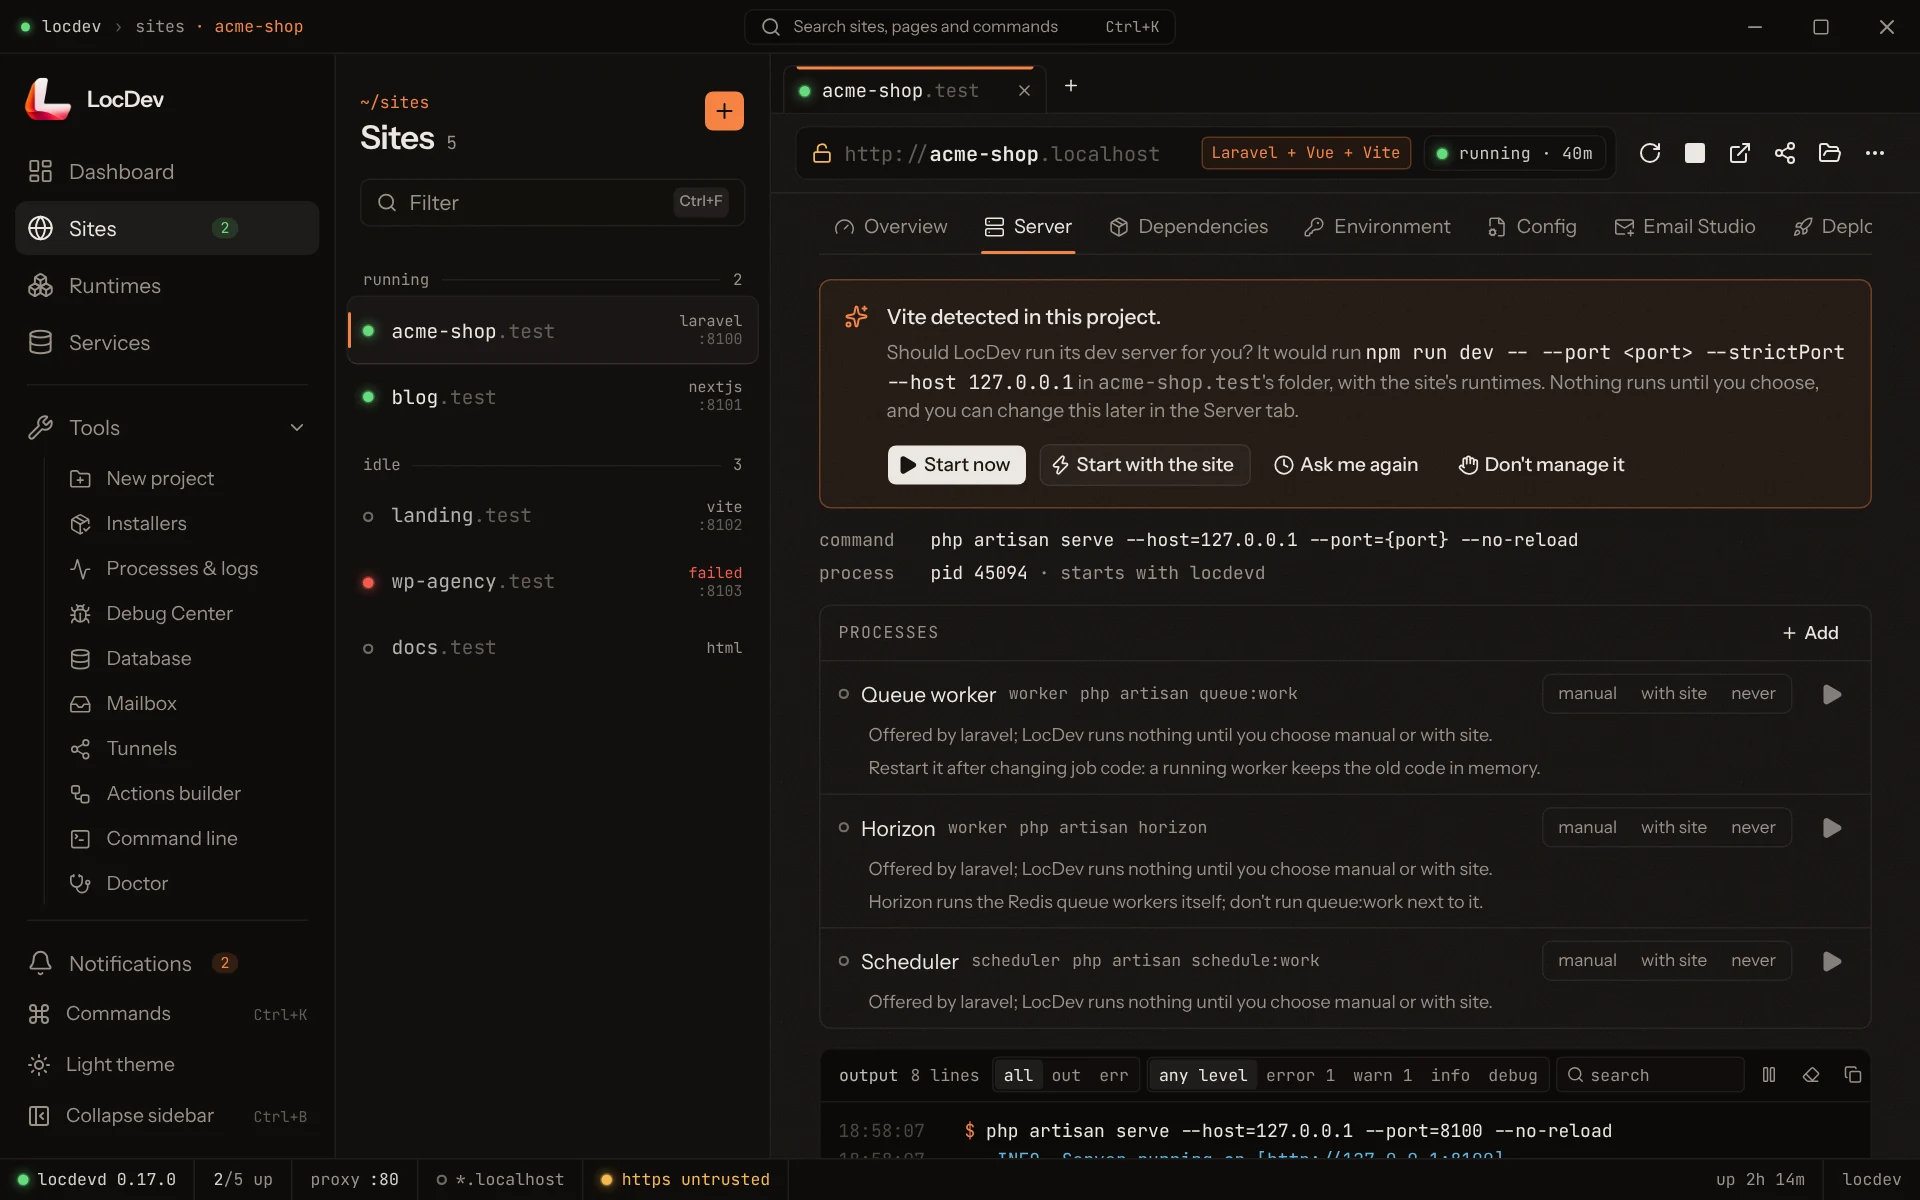 locdev › sites · acme-shop
Search sites, pages and commands Ctrl+K
LocDev
Dashboard
Sites 2
Runtimes
Services
Tools
New project
Installers
Processes & logs
Debug Center
Database
Mailbox
Tunnels
Actions builder
Command line
Doctor
Notifications 2
Commands Ctrl+K
Light theme
Collapse sidebar Ctrl+B
~/sites
Sites 5
Filter Ctrl+F
running 2
acme-shop.test laravel
:8100
blog.test nextjs
:8101
idle 3
landing.test vite
:8102
wp-agency.test failed
:8103
docs.test html
acme-shop.test
http://acme-shop.localhost Laravel + Vue + Vite running · 40m
Overview Server Dependencies Environment Config Email Studio Deplo
Vite detected in this project.
Should LocDev run its dev server for you? It would run npm run dev -- --port <port> --strictPort
--host 127.0.0.1 in acme-shop.test's folder, with the site's runtimes. Nothing runs until you choose,
and you can change this later in the Server tab.
Start now Start with the site Ask me again Don't manage it
command php artisan serve --host=127.0.0.1 --port={port} --no-reload
process pid 45094 · starts with locdevd
PROCESSES + Add
Queue worker worker php artisan queue:work manual with site never
Offered by laravel; LocDev runs nothing until you choose manual or with site.
Restart it after changing job code: a running worker keeps the old code in memory.
Horizon worker php artisan horizon manual with site never
Offered by laravel; LocDev runs nothing until you choose manual or with site.
Horizon runs the Redis queue workers itself; don't run queue:work next to it.
Scheduler scheduler php artisan schedule:work manual with site never
Offered by laravel; LocDev runs nothing until you choose manual or with site.
output 8 lines all out err any level error 1 warn 1 info debug search
18:58:07 $ php artisan serve --host=127.0.0.1 --port=8100 --no-reload
18:58:07 INFO Server running on [http://127.0.0.1:8100]
locdevd 0.17.0 2/5 up proxy :80 *.localhost https untrusted up 2h 14m locdev